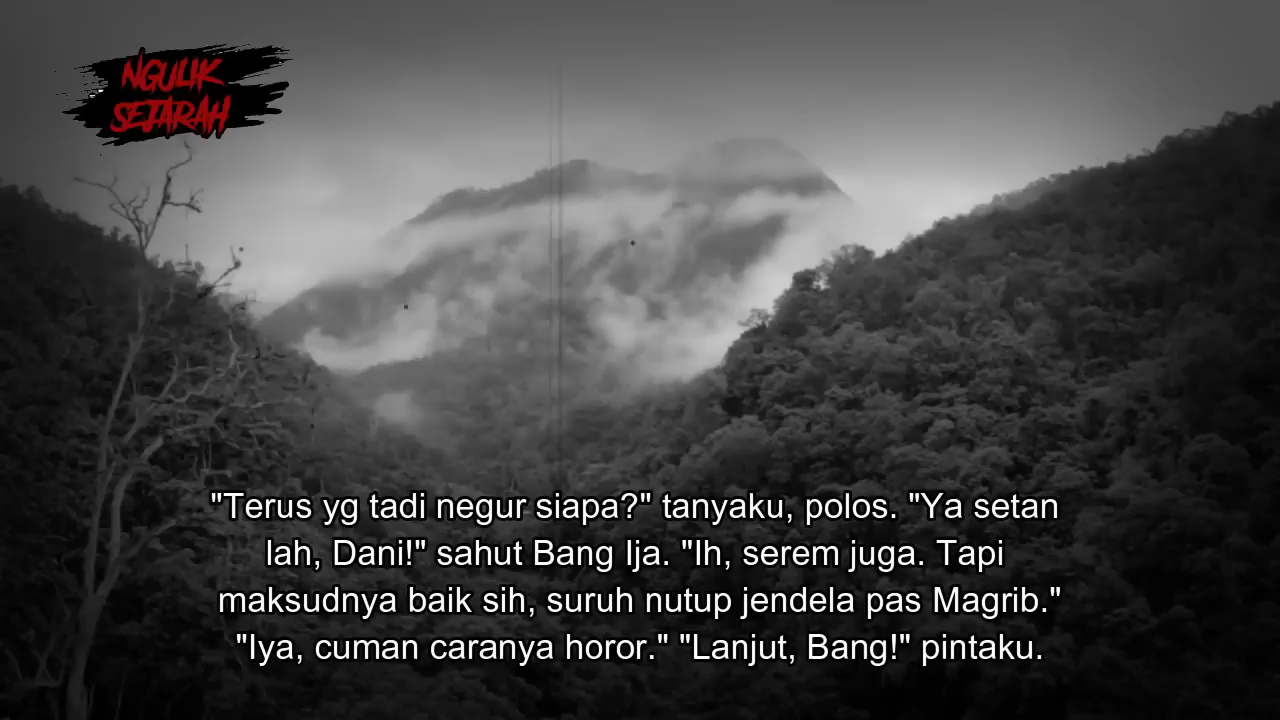 NGULIK
SEJARAH
"Terus yg tadi negur siapa?" tanyaku, polos. "Ya setan
lah, Dani!" sahut Bang Ija. "Ih, serem juga. Tapi
maksudnya baik sih, suruh nutup jendela pas Magrib."
"Iya, cuman caranya horor." "Lanjut, Bang!" pintaku.